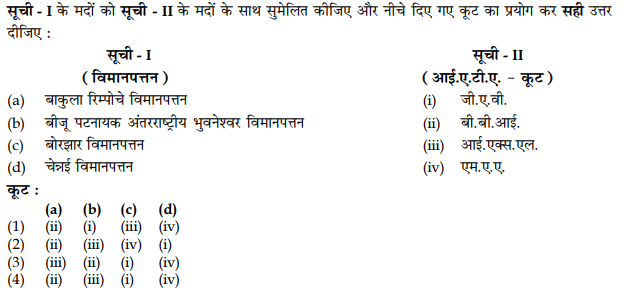 सूची - I के मदों को सूची - II के मदों के साथ सुमेलित कीजिए और नीचे दिए गए कूट का प्रयोग कर सही उत्तर
दीजिए :
सूची - I सूची - II
( विमानपत्तन ) ( आई.ए.टी.ए. - कूट )
(a) बाकुला रिम्पोचे विमानपत्तन (i) जी.ए.वी.
(b) बीजू पटनायक अंतरराष्ट्रीय भुवनेश्वर विमानपत्तन (ii) बी.बी.आई.
(c) बोरझार विमानपत्तन (iii) आई.एक्स.एल.
(d) चेन्नई विमानपत्तन (iv) एम.ए.ए.
कूट :
(a) (b) (c) (d)
(1) (ii) (i) (iii) (iv)
(2) (ii) (iii) (iv) (i)
(3) (iii) (ii) (i) (iv)
(4) (ii) (iii) (i) (iv)